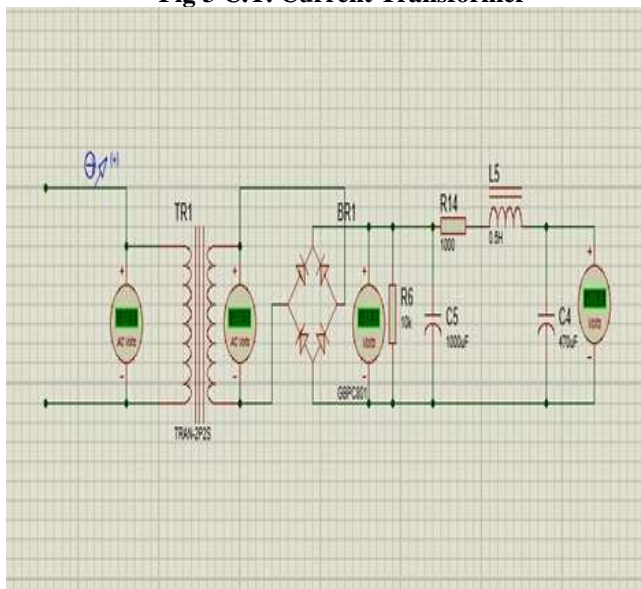 Fig 3 C.T: Current Transformer
(+)
L5
TR1
BR1
R14
0.5H
1000
+
+
+
+
R6
10k
C5
1000uF
C4
470uF
AC Volts
AC Volts
Volts
Volts
-
-
-
-
GBPC801
TRAN-2P2S